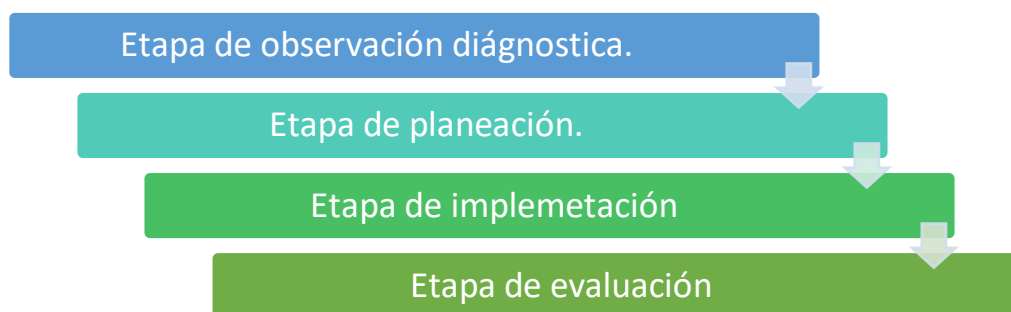 Etapa de observación diágnostica.
Etapa de planeación.
Etapa de implemetación
Etapa de evaluación